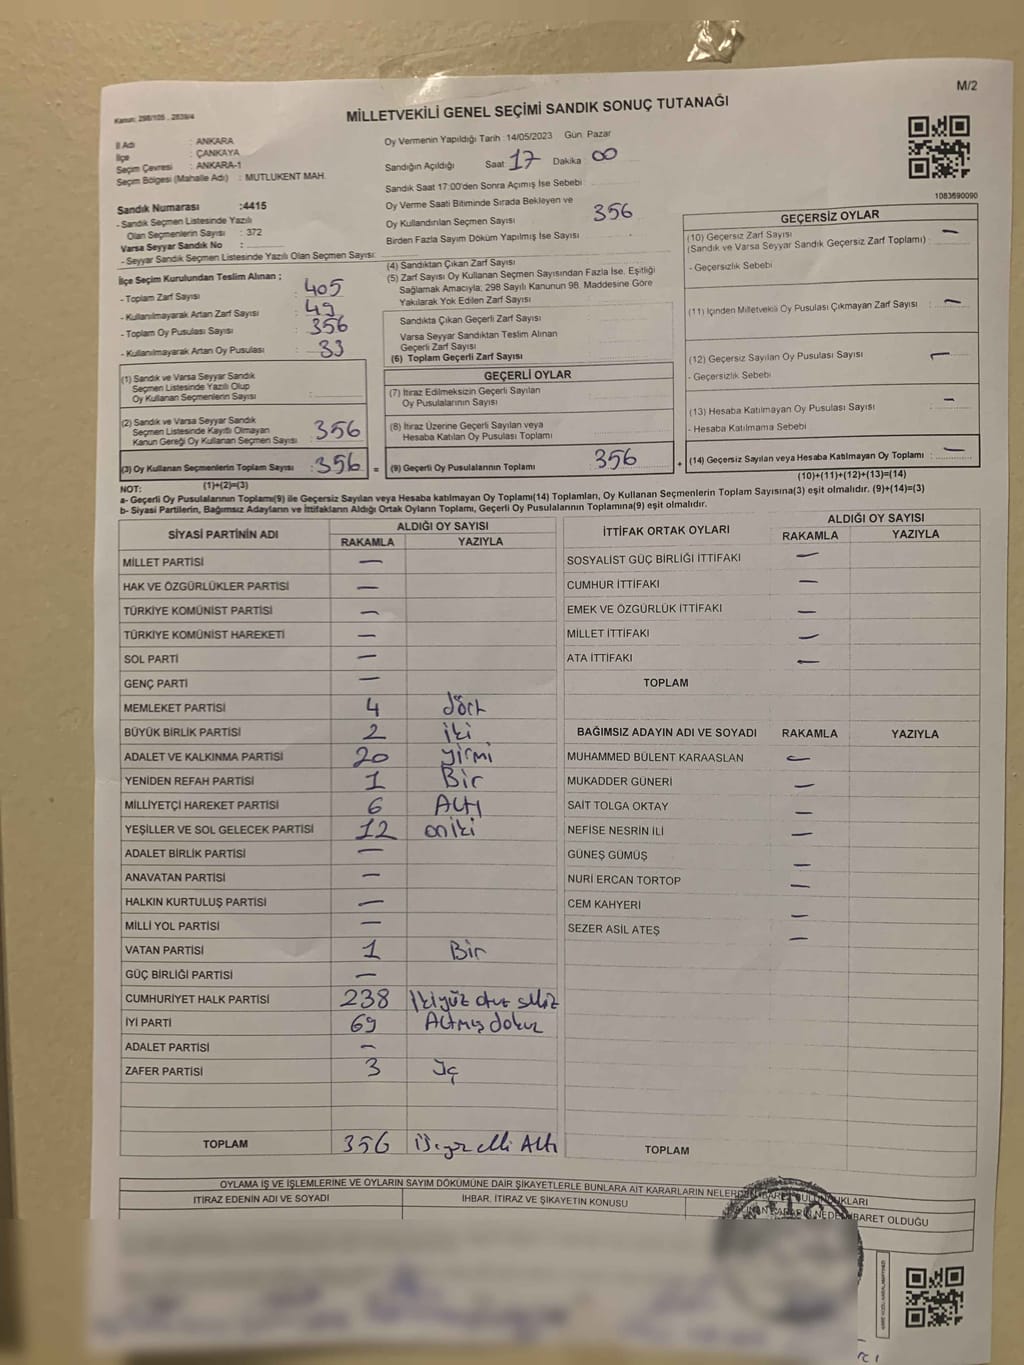 M/2
MİLLETVEKİLİ GENEL SEÇİMİ SANDIK SONUÇ TUTANAĞI
Kanun: 298/105 , 2839/4
İl Adı : ANKARA
İlçe : ÇANKAYA
Seçim Çevresi : ANKARA-1
Seçim Bölgesi (Mahalle Adı) : MUTLUKENT MAH.
Sandık Numarası :4415
- Sandık Seçmen Listesinde Yazılı
Olan Seçmenlerin Sayısı : 372
Varsa Seyyar Sandık No :
- Seyyar Sandık Seçmen Listesinde Yazılı Olan Seçmen Sayısı:
Oy Vermenin Yapıldığı Tarih :14/05/2023 Gün: Pazar
Sandığın Açıldığı Saat 17 Dakika 00
Sandık Saat 17:00'den Sonra Açımış İse Sebebi
Oy Verme Saati Bitiminde Sırada Bekleyen ve
Oy Kullandırılan Seçmen Sayısı 356
Birden Fazla Sayım Döküm Yapılmış İse Sayısı
İlçe Seçim Kurulundan Teslim Alınan ;
- Toplam Zarf Sayısı : 405
- Kullanılmayarak Artan Zarf Sayısı : 49
- Toplam Oy Pusulası Sayısı : 356
- Kullanılmayarak Artan Oy Pusulası : 33
(1) Sandık ve Varsa Seyyar Sandık
Seçmen Listesinde Yazılı Olup
Oy Kullanan Seçmenlerin Sayısı
(2) Sandık ve Varsa Seyyar Sandık
Seçmen Listesinde Kayıtlı Olmayan
Kanun Gereği Oy Kullanan Seçmen Sayısı : 356
(3) Oy Kullanan Seçmenlerin Toplam Sayısı : 356 =
(1)+(2)=(3)
(4) Sandıktan Çıkan Zarf Sayısı
(5) Zarf Sayısı Oy Kullanan Seçmen Sayısından Fazla İse, Eşitliği
Sağlamak Amacıyla; 298 Sayılı Kanunun 98. Maddesine Göre
Yakılarak Yok Edilen Zarf Sayısı
Sandıkta Çıkan Geçerli Zarf Sayısı
Varsa Seyyar Sandıktan Teslim Alınan
Geçerli Zarf Sayısı
(6) Toplam Geçerli Zarf Sayısı
GEÇERLİ OYLAR
(7) İtiraz Edilmeksizin Geçerli Sayılan
Oy Pusulalarının Sayısı
(8) İtiraz Üzerine Geçerli Sayılan veya
Hesaba Katılan Oy Pusulası Toplamı
(9) Geçerli Oy Pusulalarının Toplamı 356 +
1083690090
GEÇERSİZ OYLAR
(10) Geçersiz Zarf Sayısı —
(Sandık ve Varsa Seyyar Sandık Geçersiz Zarf Toplamı) :
- Geçersizlik Sebebi
(11) İçinden Milletvekili Oy Pusulası Çıkmayan Zarf Sayısı —
(12) Geçersiz Sayılan Oy Pusulası Sayısı —
- Geçersizlik Sebebi
(13) Hesaba Katılmayan Oy Pusulası Sayısı —
- Hesaba Katılmama Sebebi
(14) Geçersiz Sayılan veya Hesaba Katılmayan Oy Toplamı : —
(10)+(11)+(12)+(13)=(14)
NOT:
a- Geçerli Oy Pusulalarının Toplamı(9) ile Geçersiz Sayılan veya Hesaba katılmayan Oy Toplamı(14) Toplamları, Oy Kullanan Seçmenlerin Toplam Sayısına(3) eşit olmalıdır. (9)+(14)=(3)
b- Siyasi Partilerin, Bağımsız Adayların ve İttifakların Aldığı Ortak Oyların Toplamı, Geçerli Oy Pusulalarının Toplamına(9) eşit olmalıdır.
SİYASİ PARTİNİN ADI ALDIĞI OY SAYISI
RAKAMLA YAZIYLA
MİLLET PARTİSİ —
HAK VE ÖZGÜRLÜKLER PARTİSİ —
TÜRKİYE KOMÜNİST PARTİSİ —
TÜRKİYE KOMÜNİST HAREKETİ —
SOL PARTİ —
GENÇ PARTİ —
MEMLEKET PARTİSİ 4 dört
BÜYÜK BİRLİK PARTİSİ 2 iki
ADALET VE KALKINMA PARTİSİ 20 yirmi
YENİDEN REFAH PARTİSİ 1 Bir
MİLLİYETÇİ HAREKET PARTİSİ 6 Altı
YEŞİLLER VE SOL GELECEK PARTİSİ 12 oniki
ADALET BİRLİK PARTİSİ —
ANAVATAN PARTİSİ —
HALKIN KURTULUŞ PARTİSİ —
MİLLİ YOL PARTİSİ —
VATAN PARTİSİ 1 Bir
GÜÇ BİRLİĞİ PARTİSİ —
CUMHURİYET HALK PARTİSİ 238 İkiyüz otuz sekiz
İYİ PARTİ 69 Altmış dokuz
ADALET PARTİSİ —
ZAFER PARTİSİ 3 üç
TOPLAM 356 üçyüz elli Altı
İTTİFAK ORTAK OYLARI ALDIĞI OY SAYISI
RAKAMLA YAZIYLA
SOSYALİST GÜÇ BİRLİĞİ İTTİFAKI —
CUMHUR İTTİFAKI —
EMEK VE ÖZGÜRLÜK İTTİFAKI —
MİLLET İTTİFAKI —
ATA İTTİFAKI —
TOPLAM
BAĞIMSIZ ADAYIN ADI VE SOYADI RAKAMLA YAZIYLA
MUHAMMED BÜLENT KARAASLAN —
MUKADDER GÜNERİ —
SAİT TOLGA OKTAY —
NEFİSE NESRİN İLİ —
GÜNEŞ GÜMÜŞ —
NURİ ERCAN TORTOP —
CEM KAHYERİ —
SEZER ASİL ATEŞ —
TOPLAM
OYLAMA İŞ VE İŞLEMLERİNE VE OYLARIN SAYIM DÖKÜMÜNE DAİR ŞİKAYETLERLE BUNLARA AİT KARARLARIN
İTİRAZ EDENİN ADI VE SOYADI İHBAR, İTİRAZ VE ŞİKAYETİN KONUSU İBARET OLDUĞU